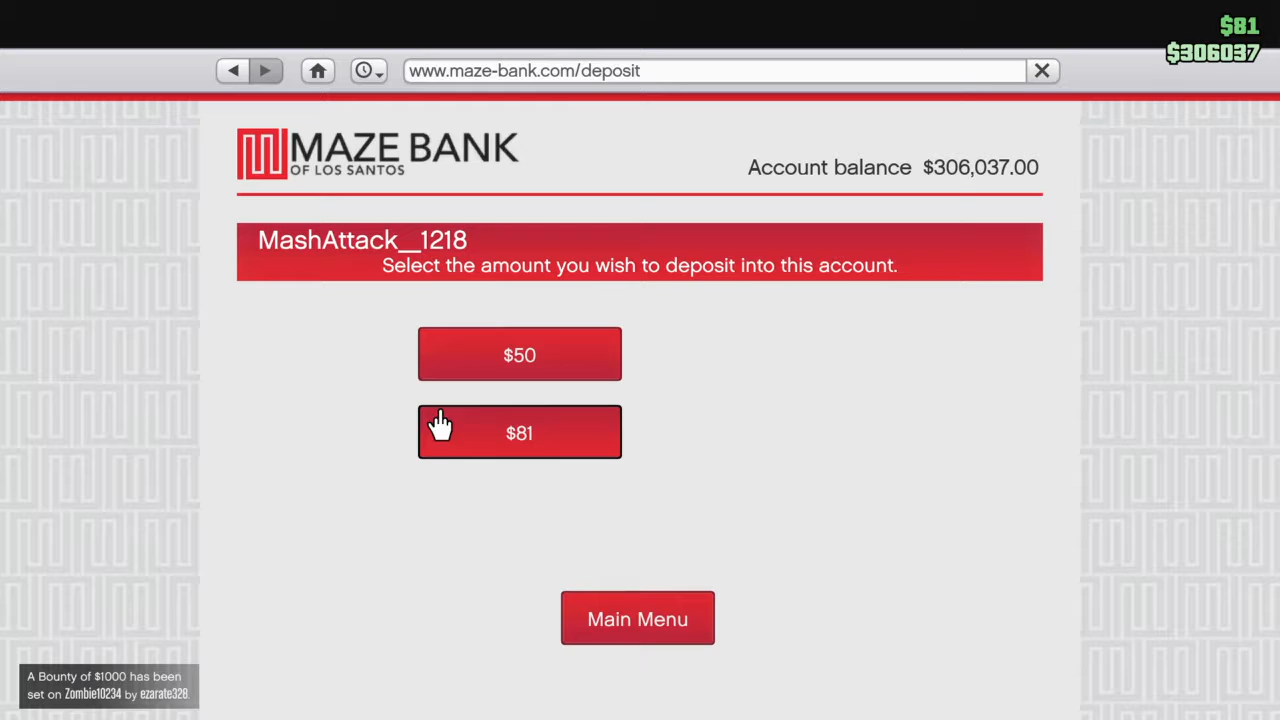 $81
$306037
www.maze-bank.com/deposit
MAZE BANK
OF LOS SANTOS
Account balance $306,037.00
MashAttack__1218
Select the amount you wish to deposit into this account.
$50
$81
Main Menu
A Bounty of $1000 has been
set on Zombie10234 by ezarate328.